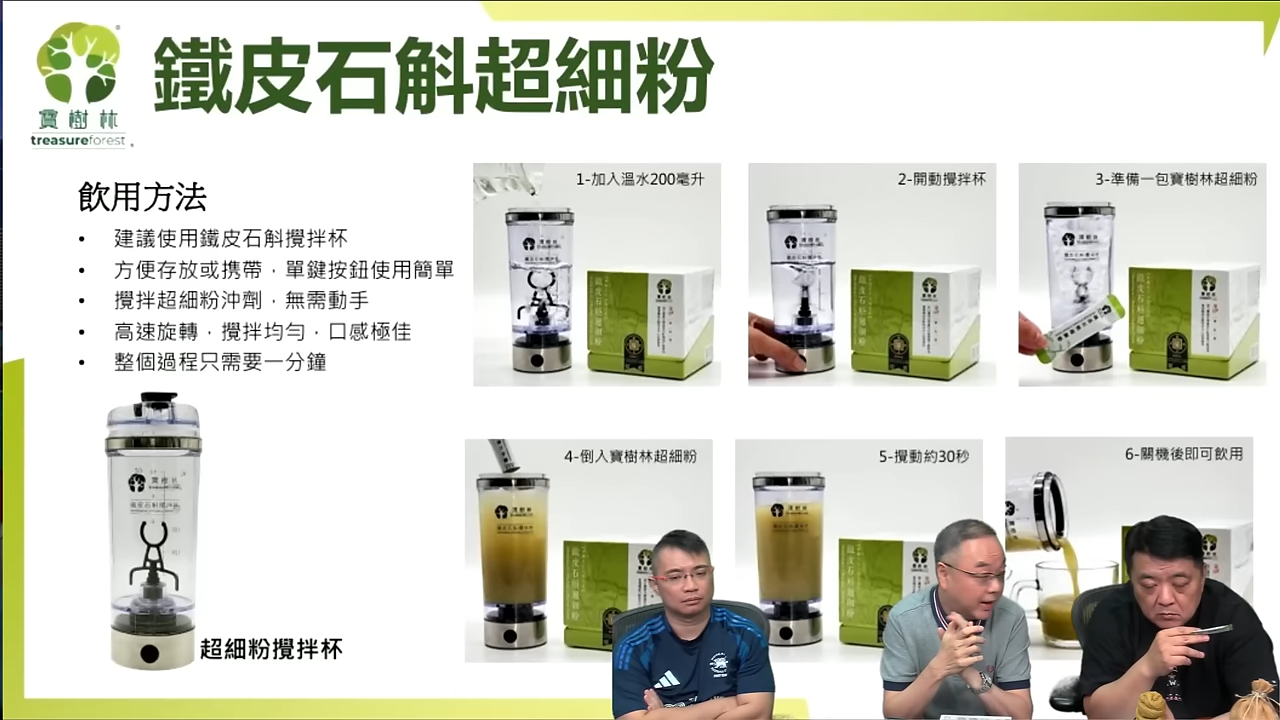 鐵皮石斛超細粉
寶樹林
treasureforest
飲用方法
• 建議使用鐵皮石斛攪拌杯
• 方便存放或携帶，單鍵按鈕使用簡單
• 攪拌超細粉沖劑，無需動手
• 高速旋轉，攪拌均勻，口感極佳
• 整個過程只需要一分鐘
超細粉攪拌杯
1-加入溫水200毫升
2-開動攪拌杯
3-準備一包寶樹林超細粉
4-倒入寶樹林超細粉
5-攪動約30秒
6-關機後即可飲用